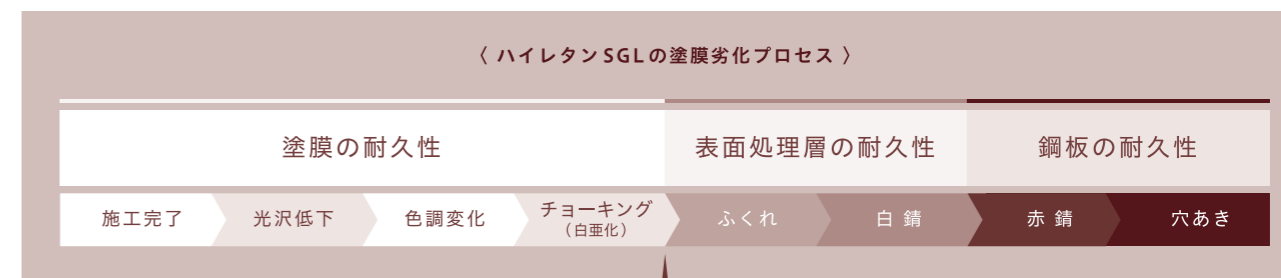 〈 ハイレタンSGLの塗膜劣化プロセス 〉
塗膜の耐久性 表面処理層の耐久性 鋼板の耐久性
施工完了 光沢低下 色調変化 チョーキング ふくれ 白錆 赤錆 穴あき
（白亜化）